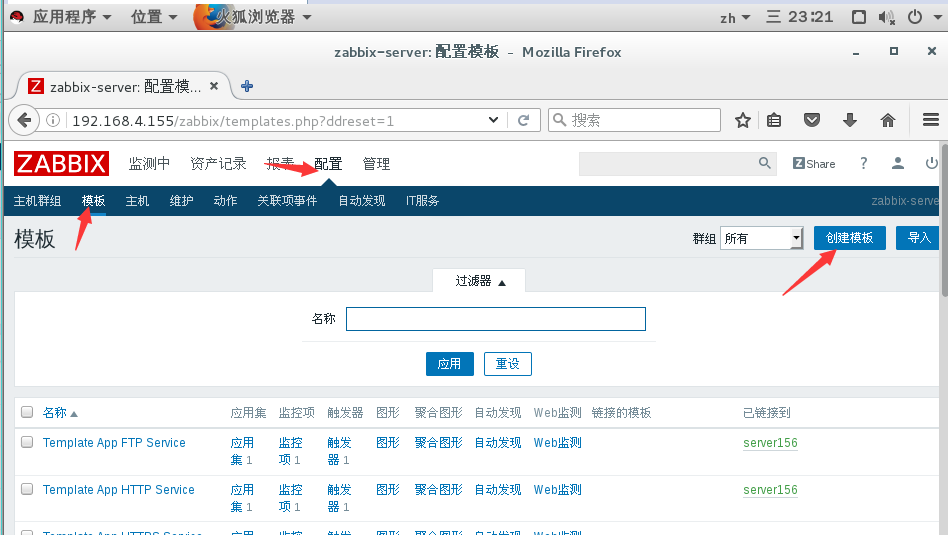 应用程序 位置 火狐浏览器 zh 三 23:21
zabbix-server: 配置模板 - Mozilla Firefox
zabbix-server: 配置模...
192.168.4.155/zabbix/templates.php?ddreset=1 搜索
ZABBIX 监测中 资产记录 报表 配置 管理 Z Share ?
主机群组 模板 主机 维护 动作 关联项事件 自动发现 IT服务 zabbix-serve
模板 群组 所有 创建模板 导入
过滤器
名称
应用 重设
名称 应用集 监控项 触发器 图形 聚合图形 自动发现 Web监测 链接的模板 已链接到
Template App FTP Service 应用集 1 监控项 1 触发器 1 图形 聚合图形 自动发现 Web监测 server156
Template App HTTP Service 应用集 1 监控项 1 触发器 1 图形 聚合图形 自动发现 Web监测 server156
Template App HTTPS Service 应用 监控 触发 图形 聚合图形 自动发现 Web监测